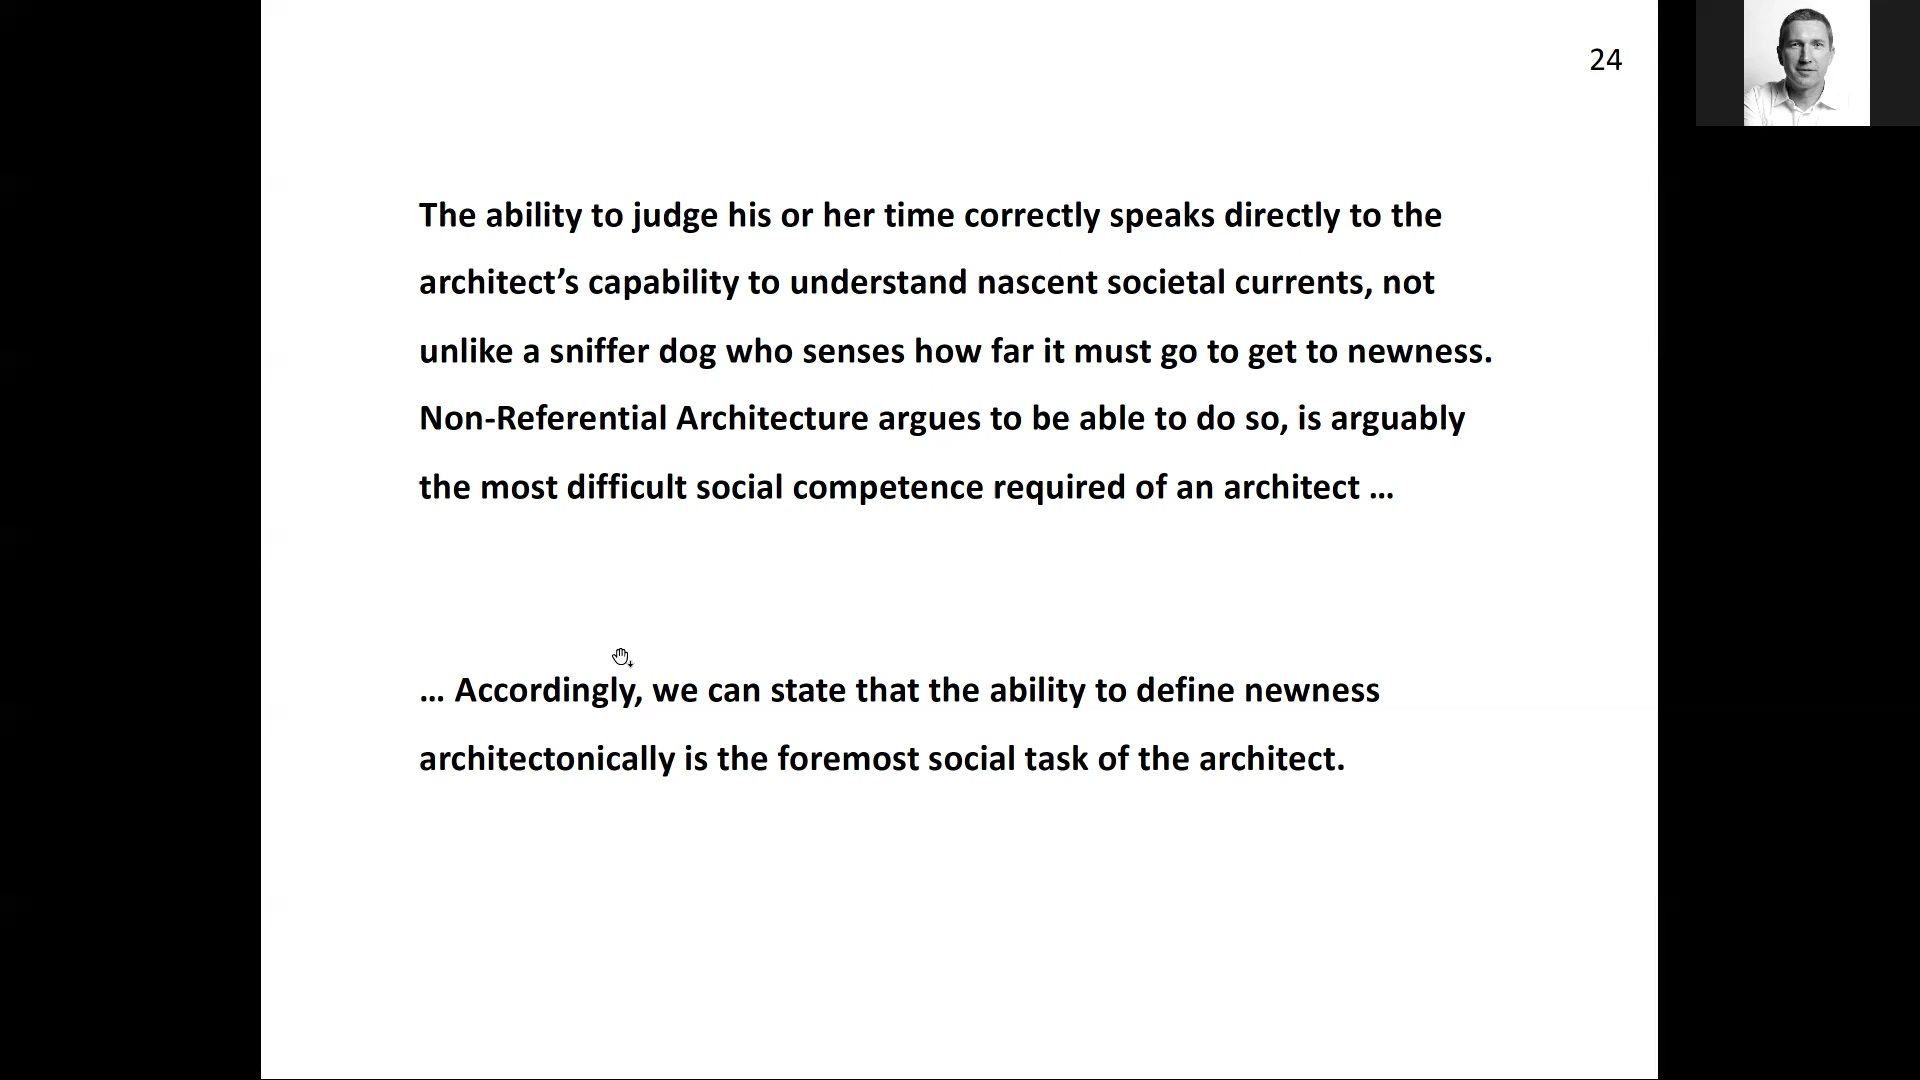 24
The ability to judge his or her time correctly speaks directly to the
architect’s capability to understand nascent societal currents, not
unlike a sniffer dog who senses how far it must go to get to newness.
Non-Referential Architecture argues to be able to do so, is arguably
the most difficult social competence required of an architect …
… Accordingly, we can state that the ability to define newness
architectonically is the foremost social task of the architect.